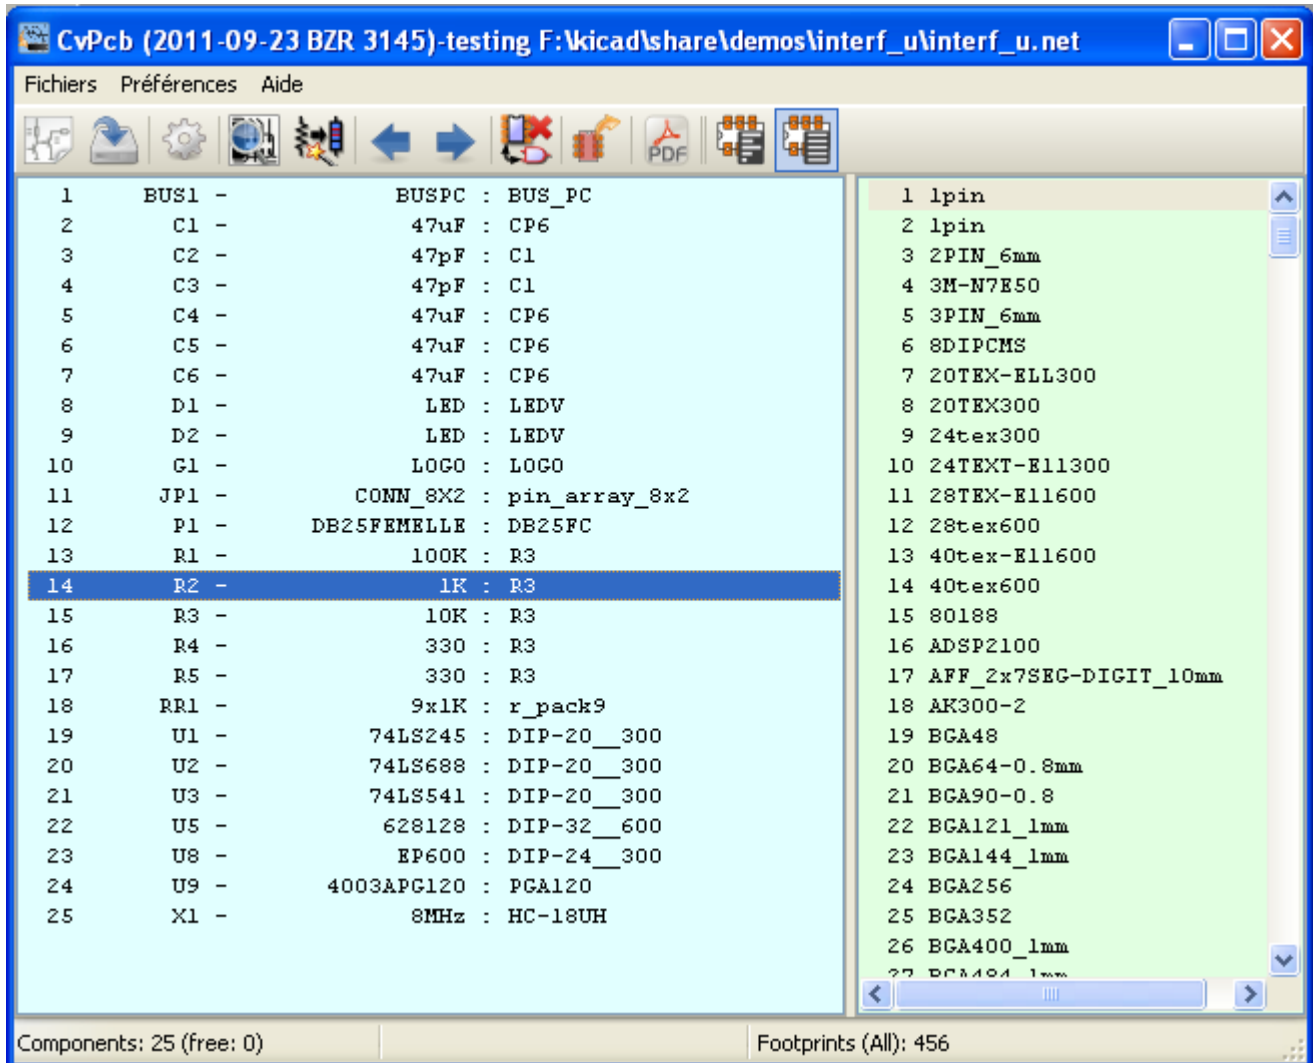 CvPcb (2011-09-23 BZR 3145)-testing F:\kicad\share\demos\interf_u\interf_u.net
Fichiers Préférences Aide
PDF
1 BUS1 - BUSPC : BUS_PC
2 C1 - 47uF : CP6
3 C2 - 47pF : C1
4 C3 - 47pF : C1
5 C4 - 47uF : CP6
6 C5 - 47uF : CP6
7 C6 - 47uF : CP6
8 D1 - LED : LEDV
9 D2 - LED : LEDV
10 G1 - LOGO : LOGO
11 JP1 - CONN_8X2 : pin_array_8x2
12 P1 - DB25FEMELLE : DB25FC
13 R1 - 100K : R3
14 R2 - 1K : R3
15 R3 - 10K : R3
16 R4 - 330 : R3
17 R5 - 330 : R3
18 RR1 - 9x1K : r_pack9
19 U1 - 74LS245 : DIP-20__300
20 U2 - 74LS688 : DIP-20__300
21 U3 - 74LS541 : DIP-20__300
22 U5 - 628128 : DIP-32__600
23 U8 - EP600 : DIP-24__300
24 U9 - 4003APG120 : PGA120
25 X1 - 8MHz : HC-18UH
1 1pin
2 1pin
3 2PIN_6mm
4 3M-N7E50
5 3PIN_6mm
6 8DIPCMS
7 20TEX-ELL300
8 20TEX300
9 24tex300
10 24TEXT-Ell300
11 28TEX-Ell600
12 28tex600
13 40tex-Ell600
14 40tex600
15 80188
16 ADSP2100
17 AFF_2x7SEG-DIGIT_10mm
18 AK300-2
19 BGA48
20 BGA64-0.8mm
21 BGA90-0.8
22 BGA121_1mm
23 BGA144_1mm
24 BGA256
25 BGA352
26 BGA400_1mm
27 BGA484_1mm
Components: 25 (free: 0)
Footprints (All): 456